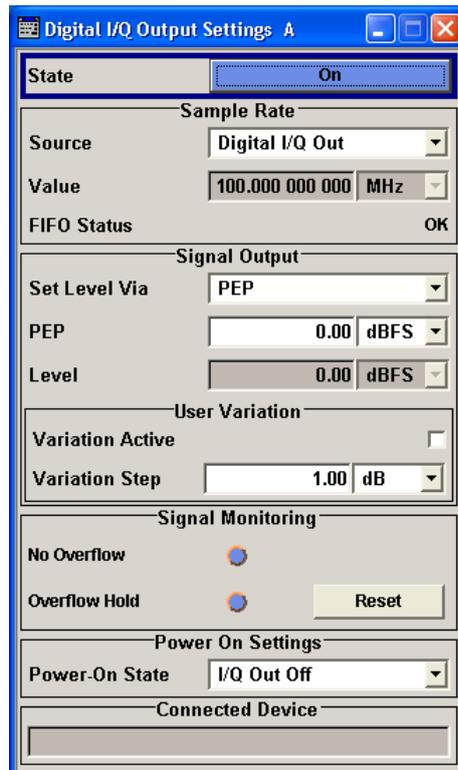 Digital I/Q Output Settings A
State On
Sample Rate
Source Digital I/Q Out
Value 100.000 000 000 MHz
FIFO Status OK
Signal Output
Set Level Via PEP
PEP 0.00 dBFS
Level 0.00 dBFS
User Variation
Variation Active
Variation Step 1.00 dB
Signal Monitoring
No Overflow
Overflow Hold Reset
Power On Settings
Power-On State I/Q Out Off
Connected Device